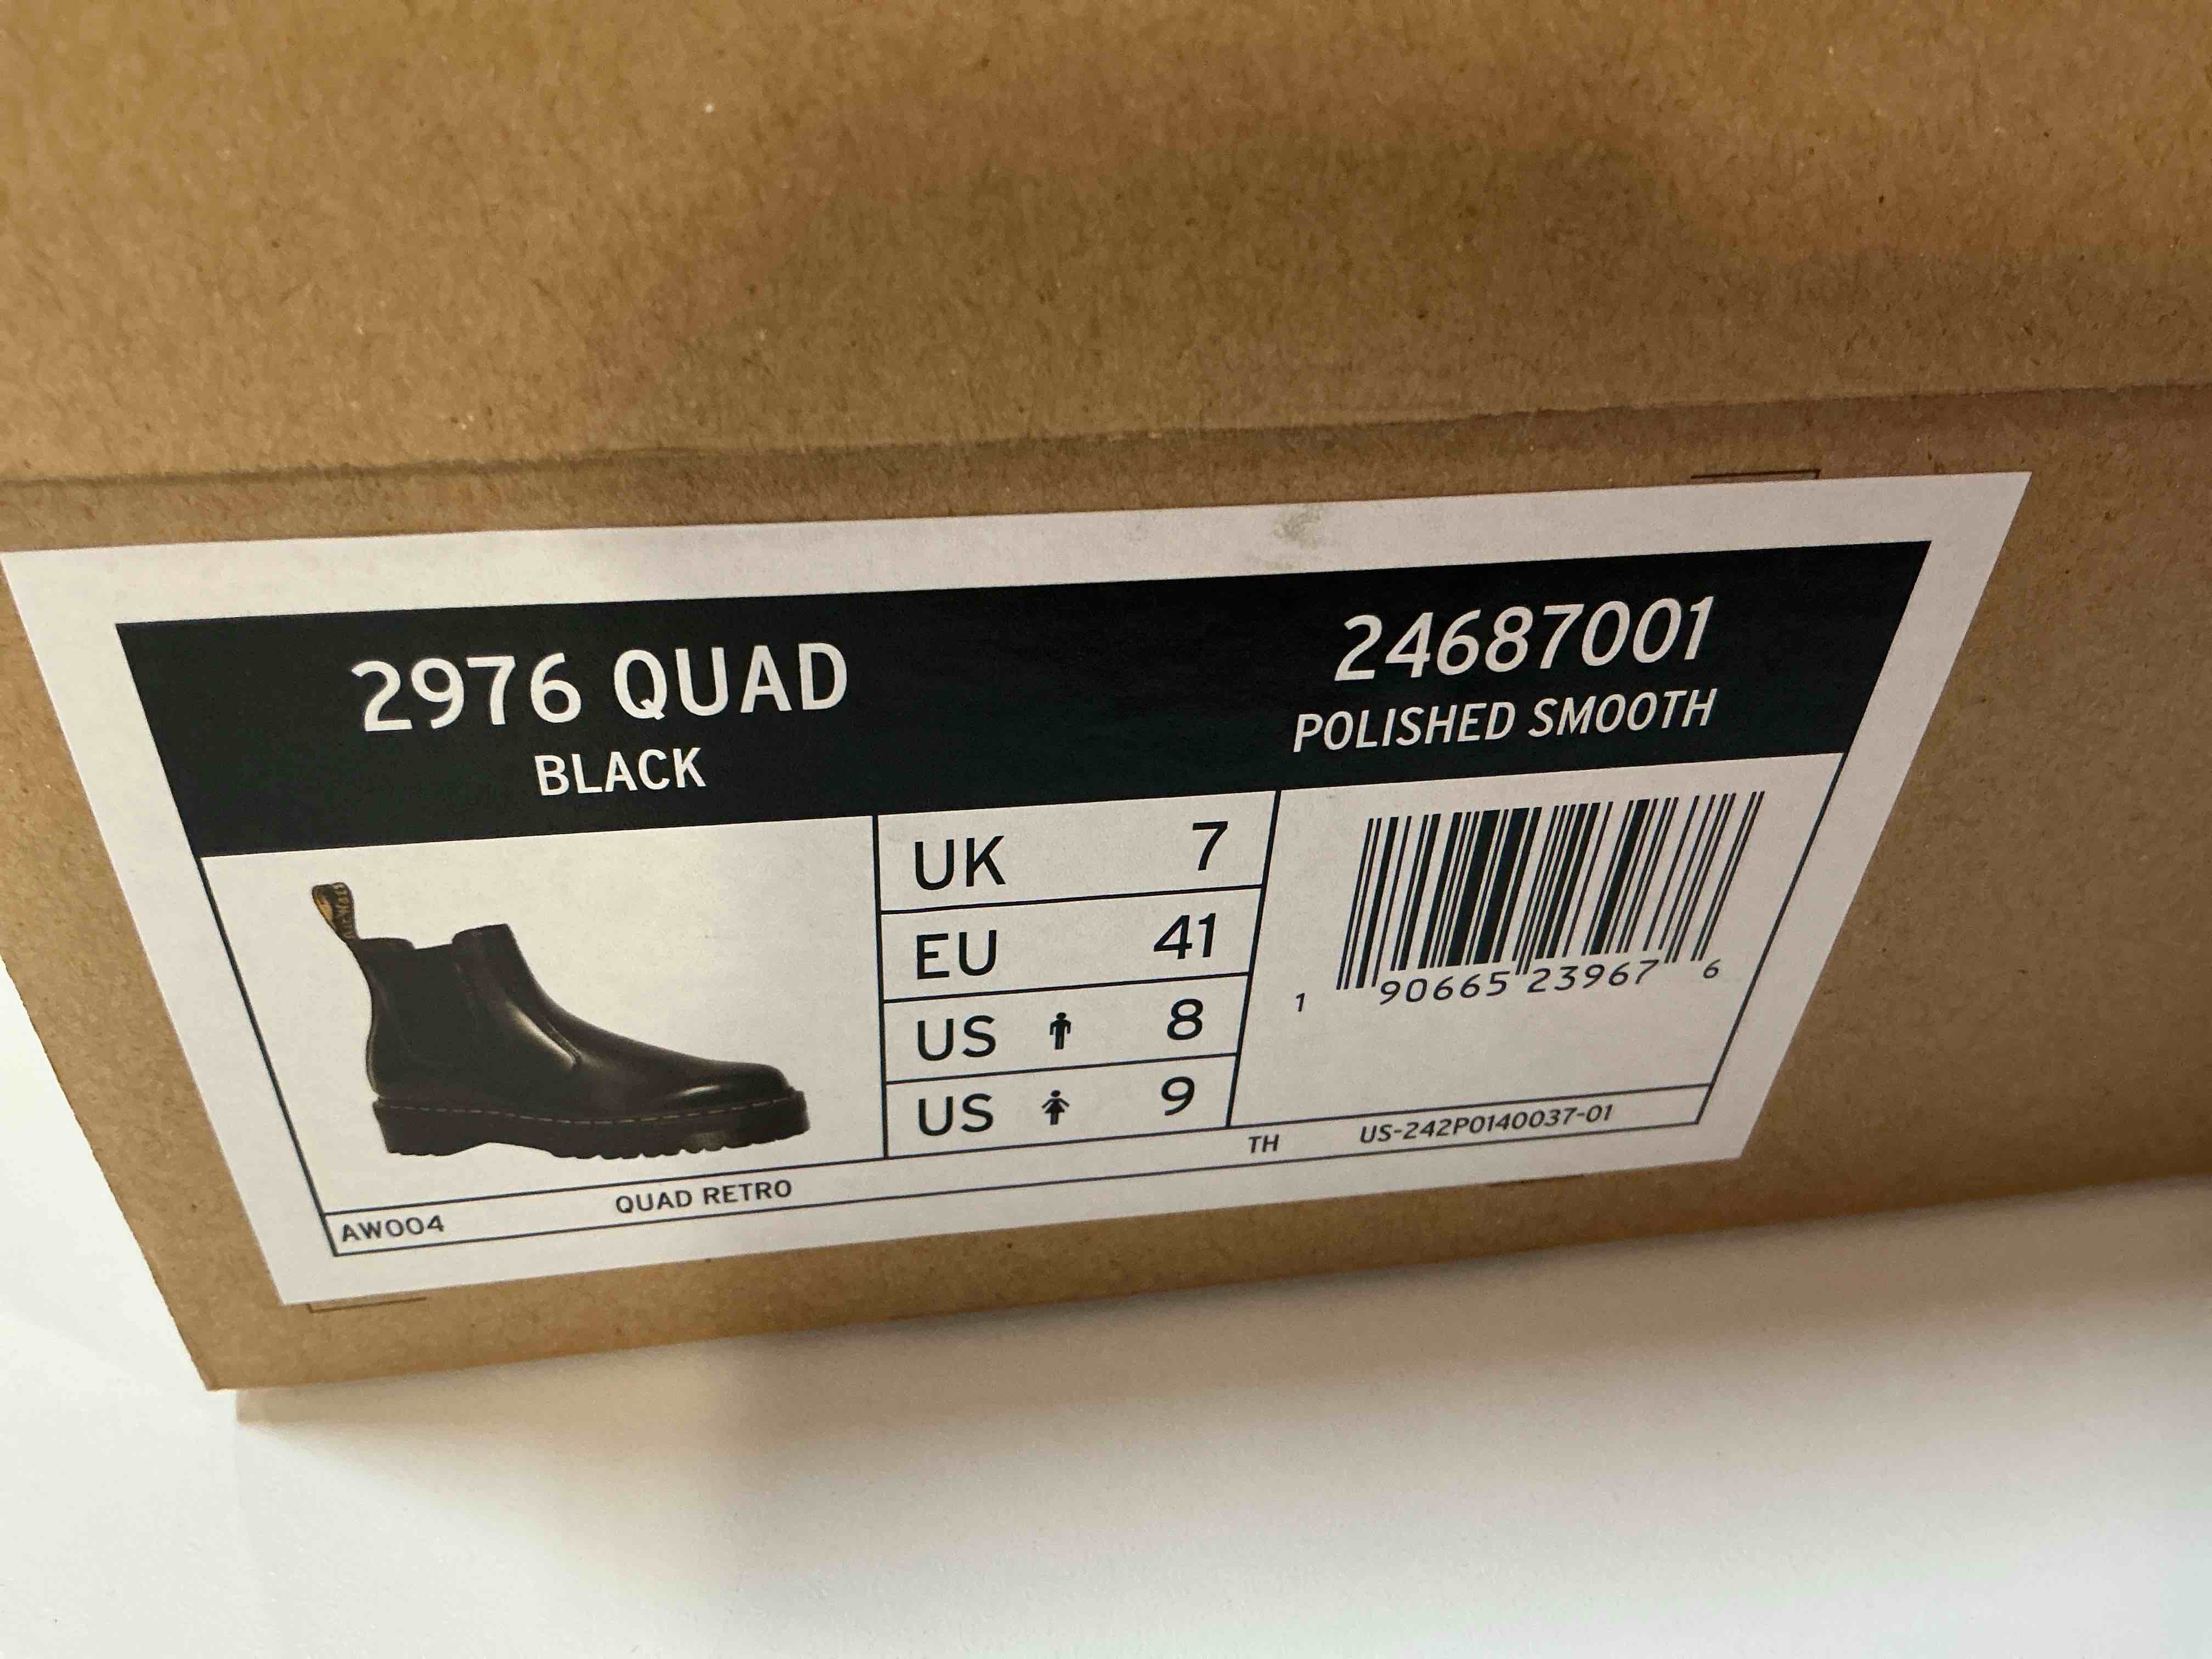 2976 QUAD
BLACK
24687001
POLISHED SMOOTH
UK 7
EU 41
US 8
US 9
1 90665 23967 6
AW004 QUAD RETRO TH US-242P0140037-01